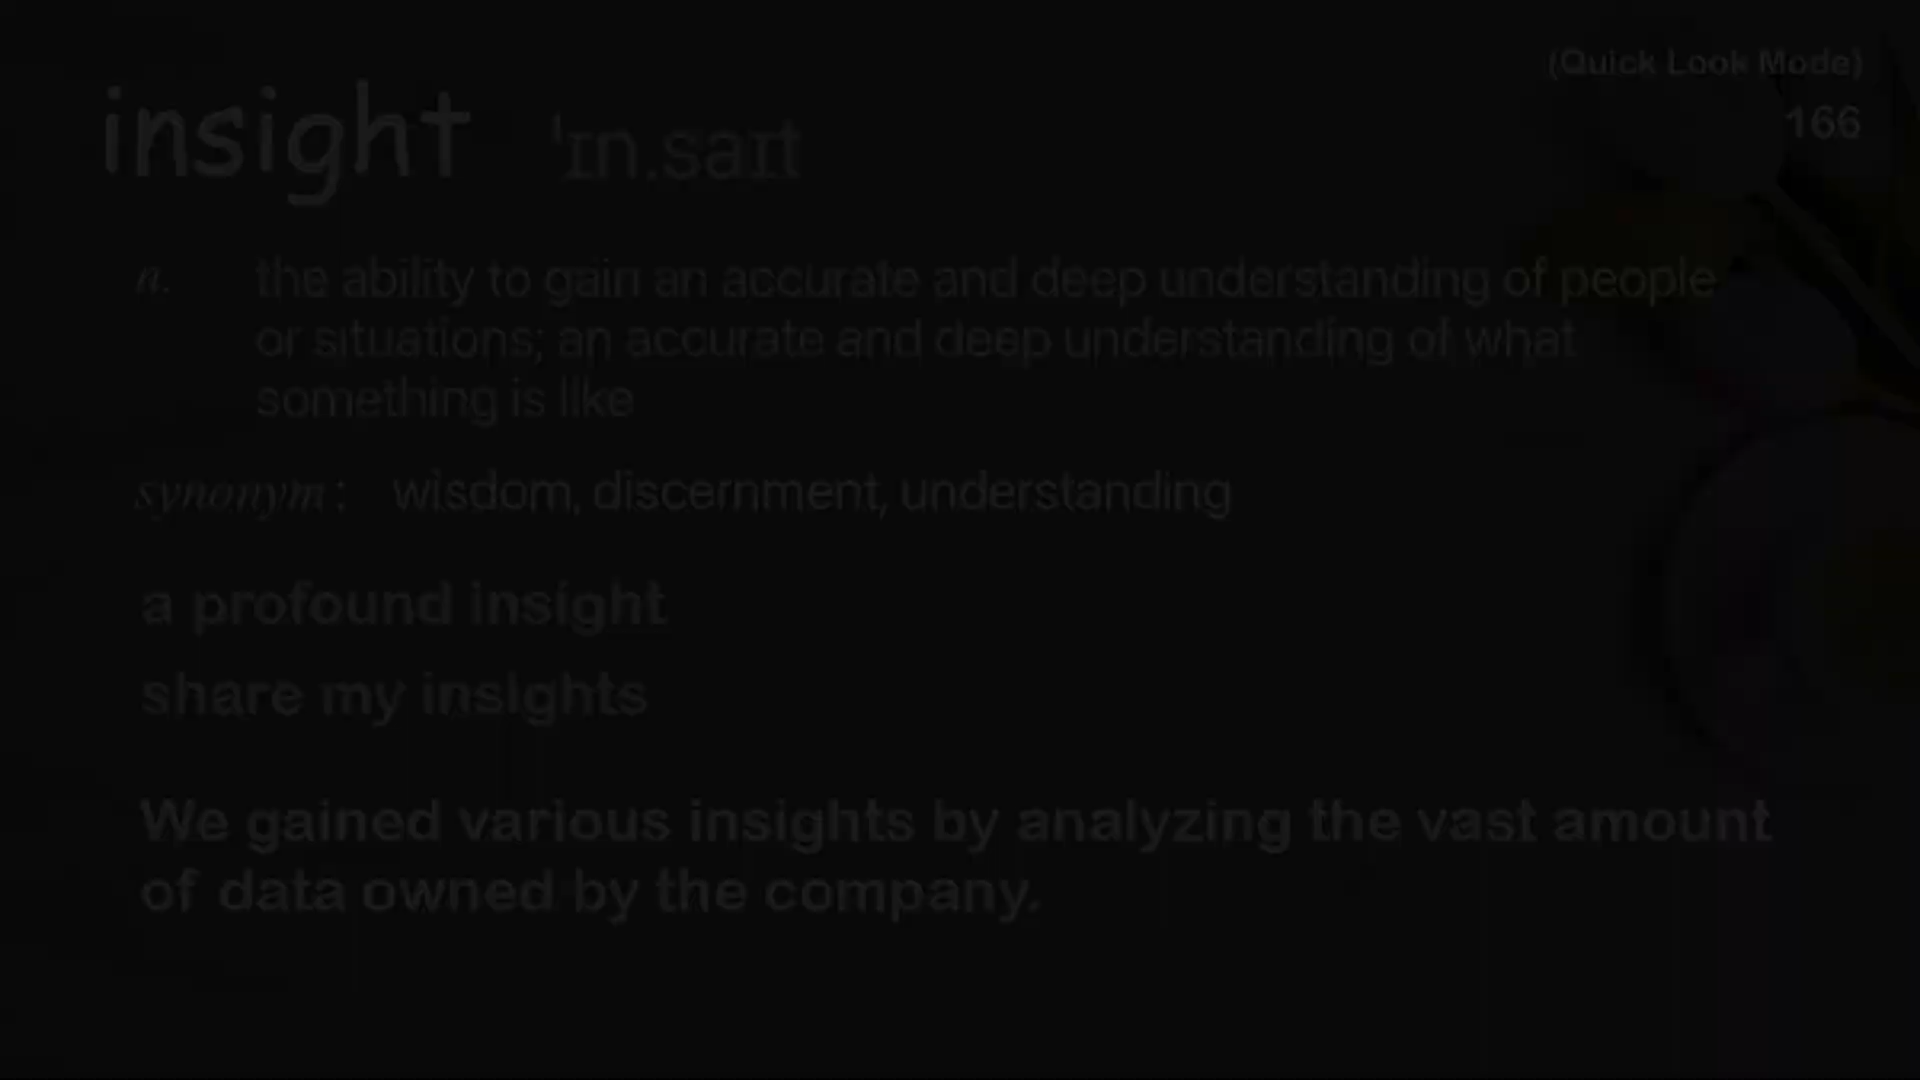 (Quick Look Mode)
insight ˈɪn.saɪt
166
n. the ability to gain an accurate and deep understanding of people
or situations; an accurate and deep understanding of what
something is like
synonym : wisdom, discernment, understanding
a profound insight
share my insights
We gained various insights by analyzing the vast amount
of data owned by the company.